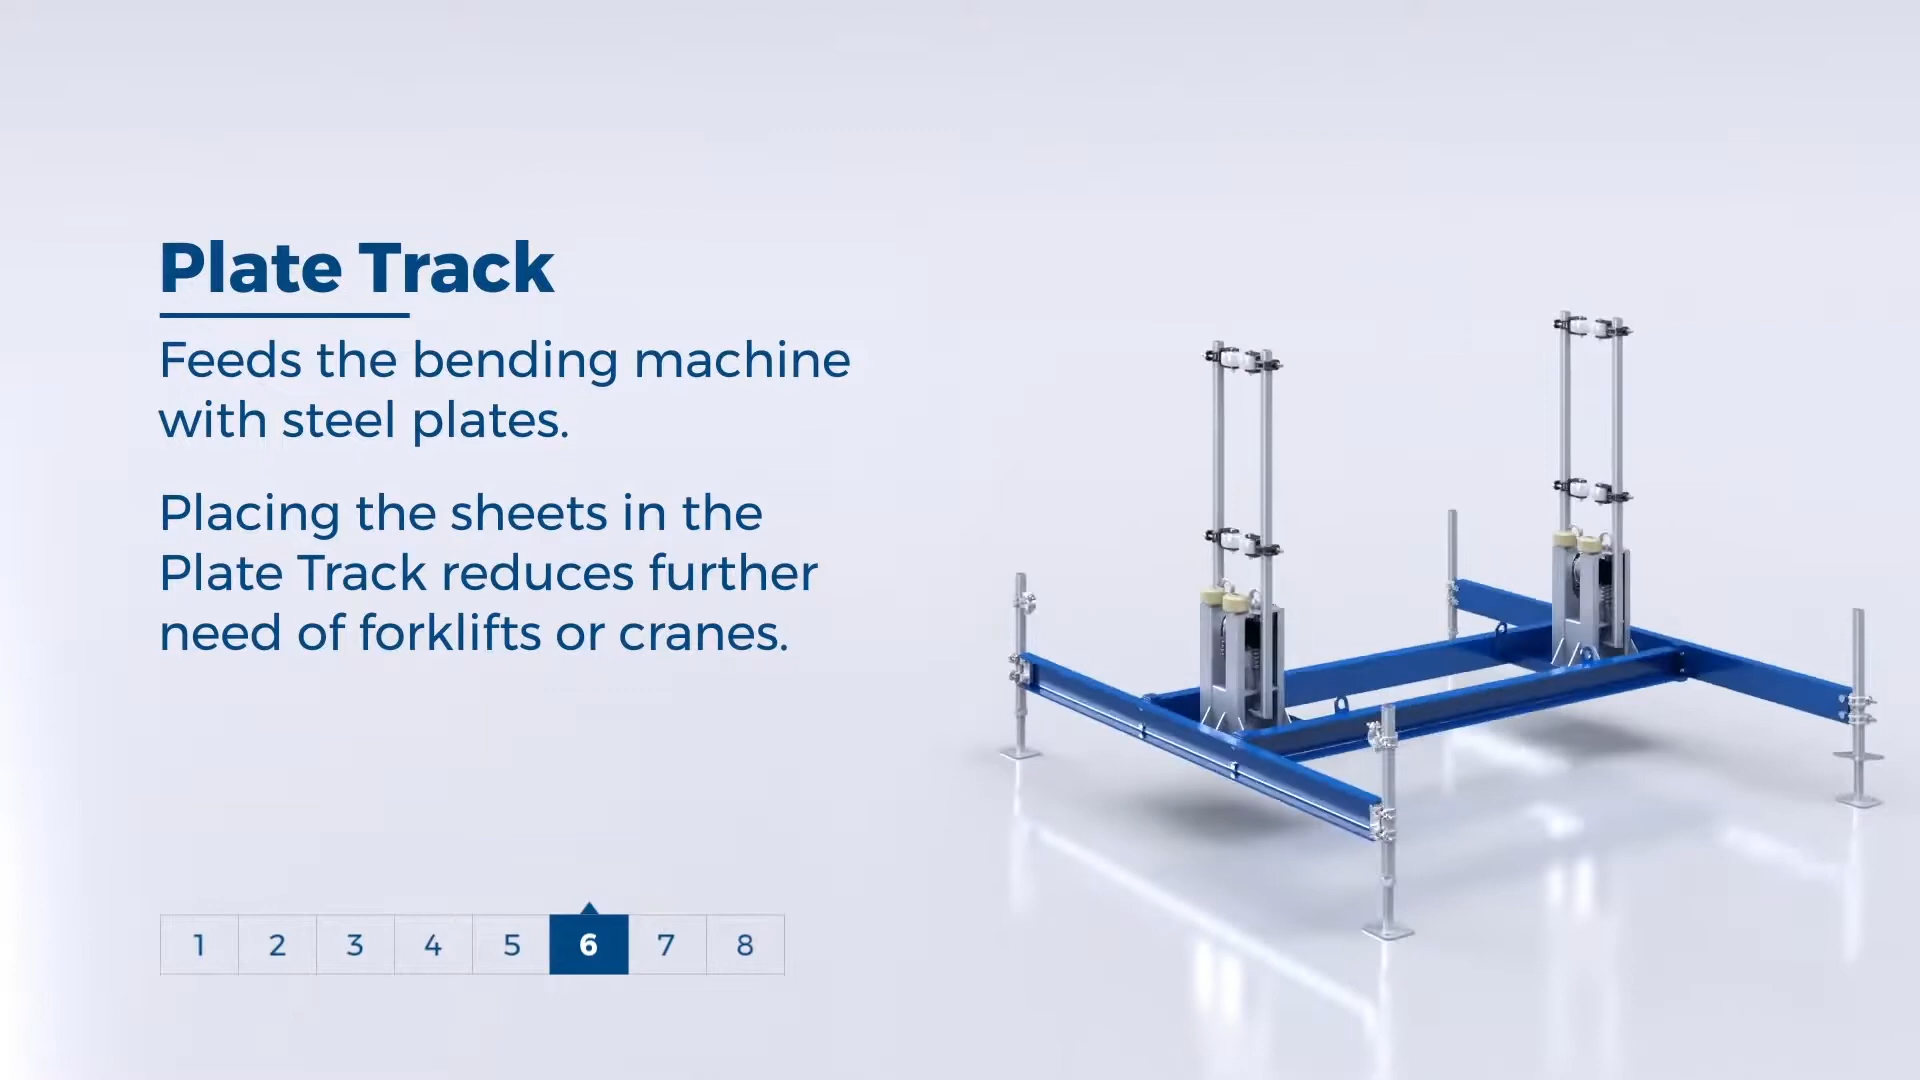 Plate Track
Feeds the bending machine
with steel plates.
Placing the sheets in the
Plate Track reduces further
need of forklifts or cranes.
1 2 3 4 5 6 7 8